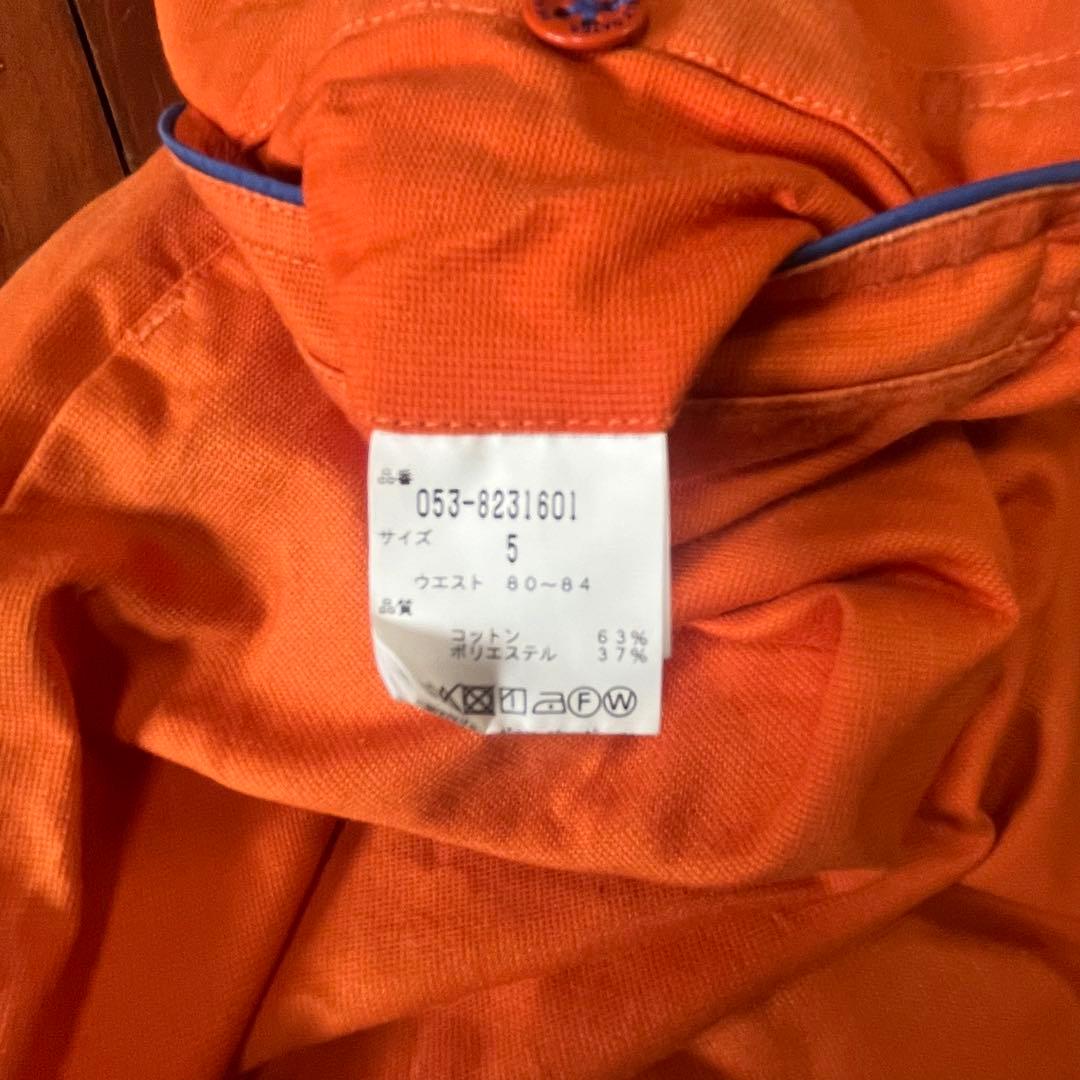 品番
053-8231601
サイズ 5
ウエスト 80～84
品質
コットン 63%
ポリエステル 37%
F W